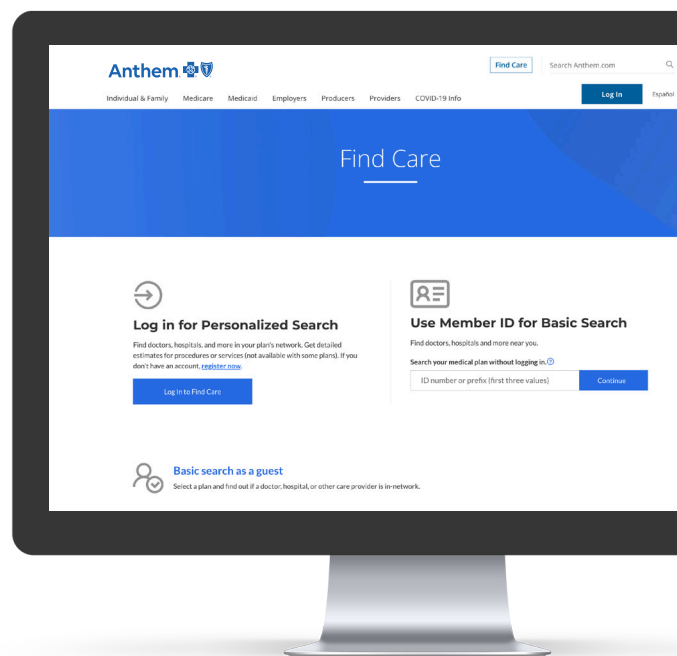 Anthem
Find Care
Search Anthem.com
Individual & Family Medicare Medicaid Employers Producers Providers COVID-19 Info
Log In
Español
Find Care
Log in for Personalized Search
Find doctors, hospitals, and more in your plan's network. Get detailed
estimates for procedures or services (not available with some plans). If you
don't have an account, register now.
Log in to Find Care
Use Member ID for Basic Search
Find doctors, hospitals and more near you.
Search your medical plan without logging in.
ID number or prefix (first three values)
Continue
Basic search as a guest
Select a plan and find out if a doctor, hospital, or other care provider is in-network.